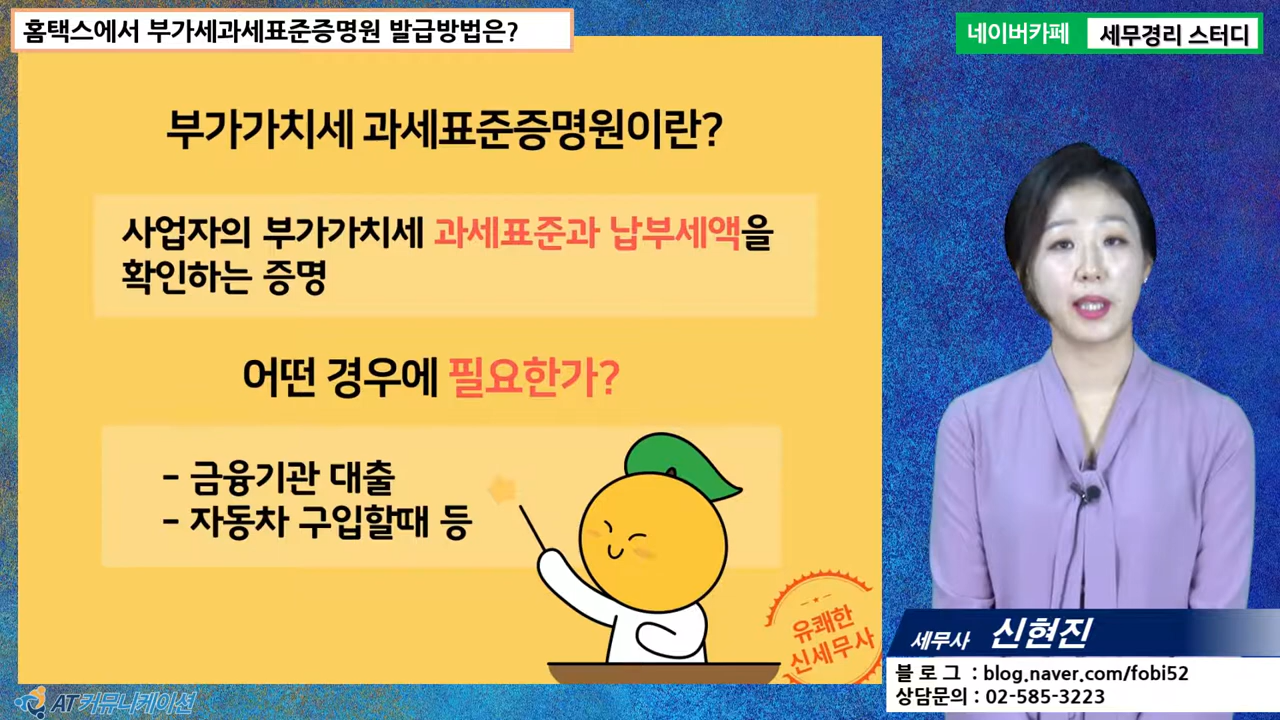 홈택스에서 부가세과세표준증명원 발급방법은?
네이버카페 세무경리 스터디
부가가치세 과세표준증명원이란?
사업자의 부가가치세 과세표준과 납부세액을
확인하는 증명
어떤 경우에 필요한가?
- 금융기관 대출
- 자동차 구입할때 등
유쾌한
신세무사
세무사 신현진
블로그 : blog.naver.com/fobi52
상담문의 : 02-585-3223
AT커뮤니케이션